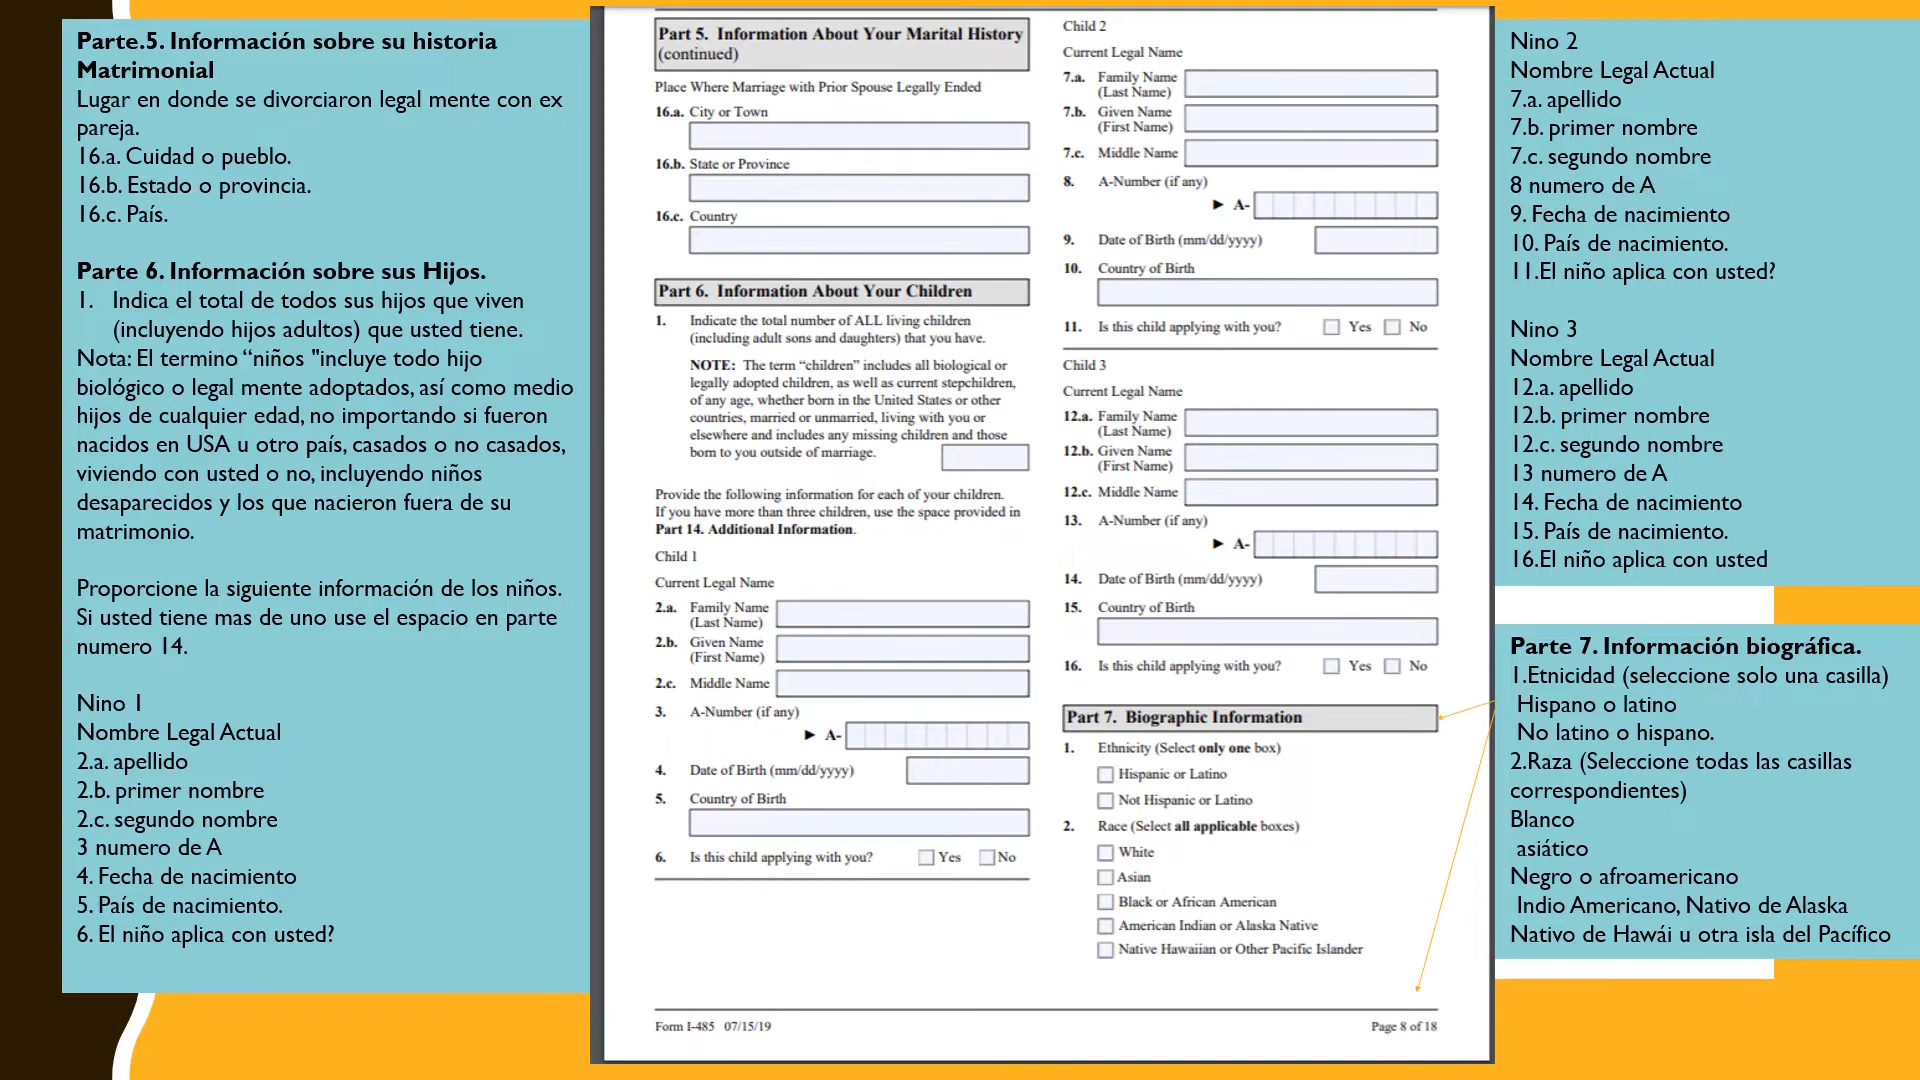 Parte.5. Información sobre su historia
Matrimonial
Lugar en donde se divorciaron legal mente con ex
pareja.
16.a. Cuidad o pueblo.
16.b. Estado o provincia.
16.c. País.
Parte 6. Información sobre sus Hijos.
1. Indica el total de todos sus hijos que viven
(incluyendo hijos adultos) que usted tiene.
Nota: El termino “niños "incluye todo hijo
biológico o legal mente adoptados, así como medio
hijos de cualquier edad, no importando si fueron
nacidos en USA u otro país, casados o no casados,
viviendo con usted o no, incluyendo niños
desaparecidos y los que nacieron fuera de su
matrimonio.
Proporcione la siguiente información de los niños.
Si usted tiene mas de uno use el espacio en parte
numero 14.
Nino 1
Nombre Legal Actual
2.a. apellido
2.b. primer nombre
2.c. segundo nombre
3 numero de A
4. Fecha de nacimiento
5. País de nacimiento.
6. El niño aplica con usted?
Part 5. Information About Your Marital History
(continued)
Place Where Marriage with Prior Spouse Legally Ended
16.a. City or Town
16.b. State or Province
16.c. Country
Part 6. Information About Your Children
1. Indicate the total number of ALL living children
(including adult sons and daughters) that you have.
NOTE: The term “children” includes all biological or
legally adopted children, as well as current stepchildren,
of any age, whether born in the United States or other
countries, married or unmarried, living with you or
elsewhere and includes any missing children and those
born to you outside of marriage.
Provide the following information for each of your children.
If you have more than three children, use the space provided in
Part 14. Additional Information.
Child 1
Current Legal Name
2.a. Family Name
(Last Name)
2.b. Given Name
(First Name)
2.c. Middle Name
3. A-Number (if any)
► A-
4. Date of Birth (mm/dd/yyyy)
5. Country of Birth
6. Is this child applying with you? Yes No
Child 2
Current Legal Name
7.a. Family Name
(Last Name)
7.b. Given Name
(First Name)
7.c. Middle Name
8. A-Number (if any)
► A-
9. Date of Birth (mm/dd/yyyy)
10. Country of Birth
11. Is this child applying with you? Yes No
Child 3
Current Legal Name
12.a. Family Name
(Last Name)
12.b. Given Name
(First Name)
12.c. Middle Name
13. A-Number (if any)
► A-
14. Date of Birth (mm/dd/yyyy)
15. Country of Birth
16. Is this child applying with you? Yes No
Part 7. Biographic Information
1. Ethnicity (Select only one box)
Hispanic or Latino
Not Hispanic or Latino
2. Race (Select all applicable boxes)
White
Asian
Black or African American
American Indian or Alaska Native
Native Hawaiian or Other Pacific Islander
Form I-485 07/15/19
Page 8 of 18
Nino 2
Nombre Legal Actual
7.a. apellido
7.b. primer nombre
7.c. segundo nombre
8 numero de A
9. Fecha de nacimiento
10. País de nacimiento.
11.El niño aplica con usted?
Nino 3
Nombre Legal Actual
12.a. apellido
12.b. primer nombre
12.c. segundo nombre
13 numero de A
14. Fecha de nacimiento
15. País de nacimiento.
16.El niño aplica con usted
Parte 7. Información biográfica.
1.Etnicidad (seleccione solo una casilla)
Hispano o latino
No latino o hispano.
2.Raza (Seleccione todas las casillas
correspondientes)
Blanco
asiático
Negro o afroamericano
Indio Americano, Nativo de Alaska
Nativo de Hawái u otra isla del Pacífico